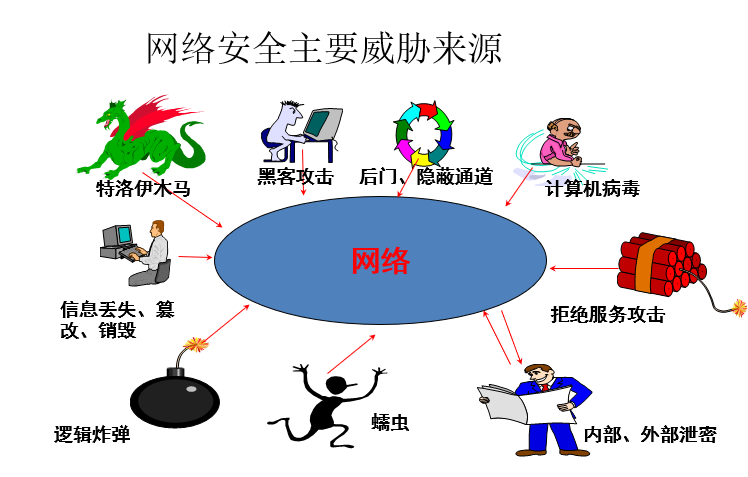 网络安全主要威胁来源
特洛伊木马
黑客攻击
后门、隐蔽通道
计算机病毒
网络
信息丢失、篡
改、销毁
拒绝服务攻击
逻辑炸弹
蠕虫
内部、外部泄密